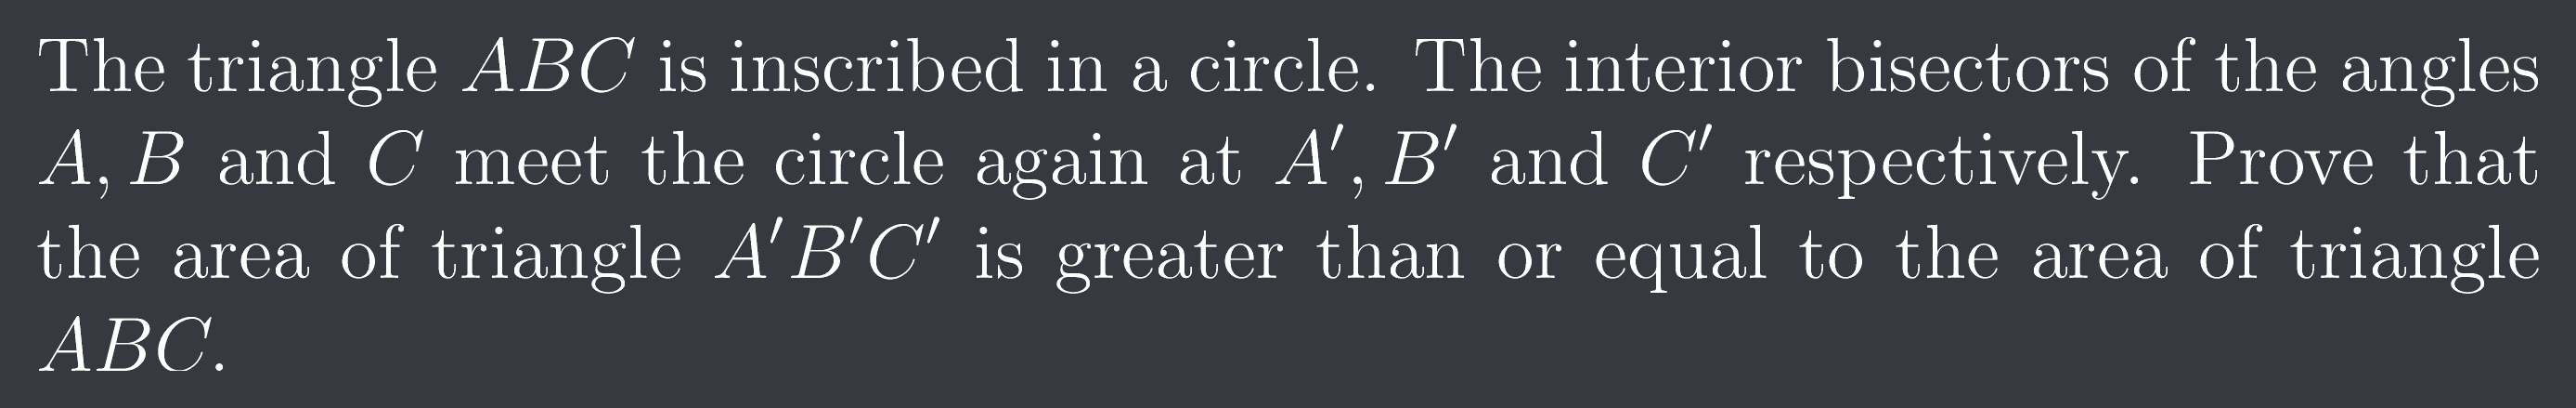 The triangle ABC is inscribed in a circle. The interior bisectors of the angles
A, B and C meet the circle again at A′, B′ and C′ respectively. Prove that
the area of triangle A′B′C′ is greater than or equal to the area of triangle
ABC.